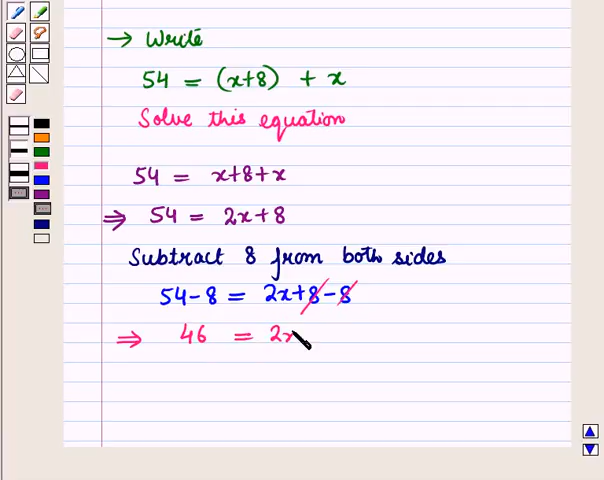 → Write
54 = (x+8) + x
Solve this equation
54 = x+8+x
⇒ 54 = 2x+8
Subtract 8 from both sides
54-8 = 2x+8-8
⇒ 46 = 2x